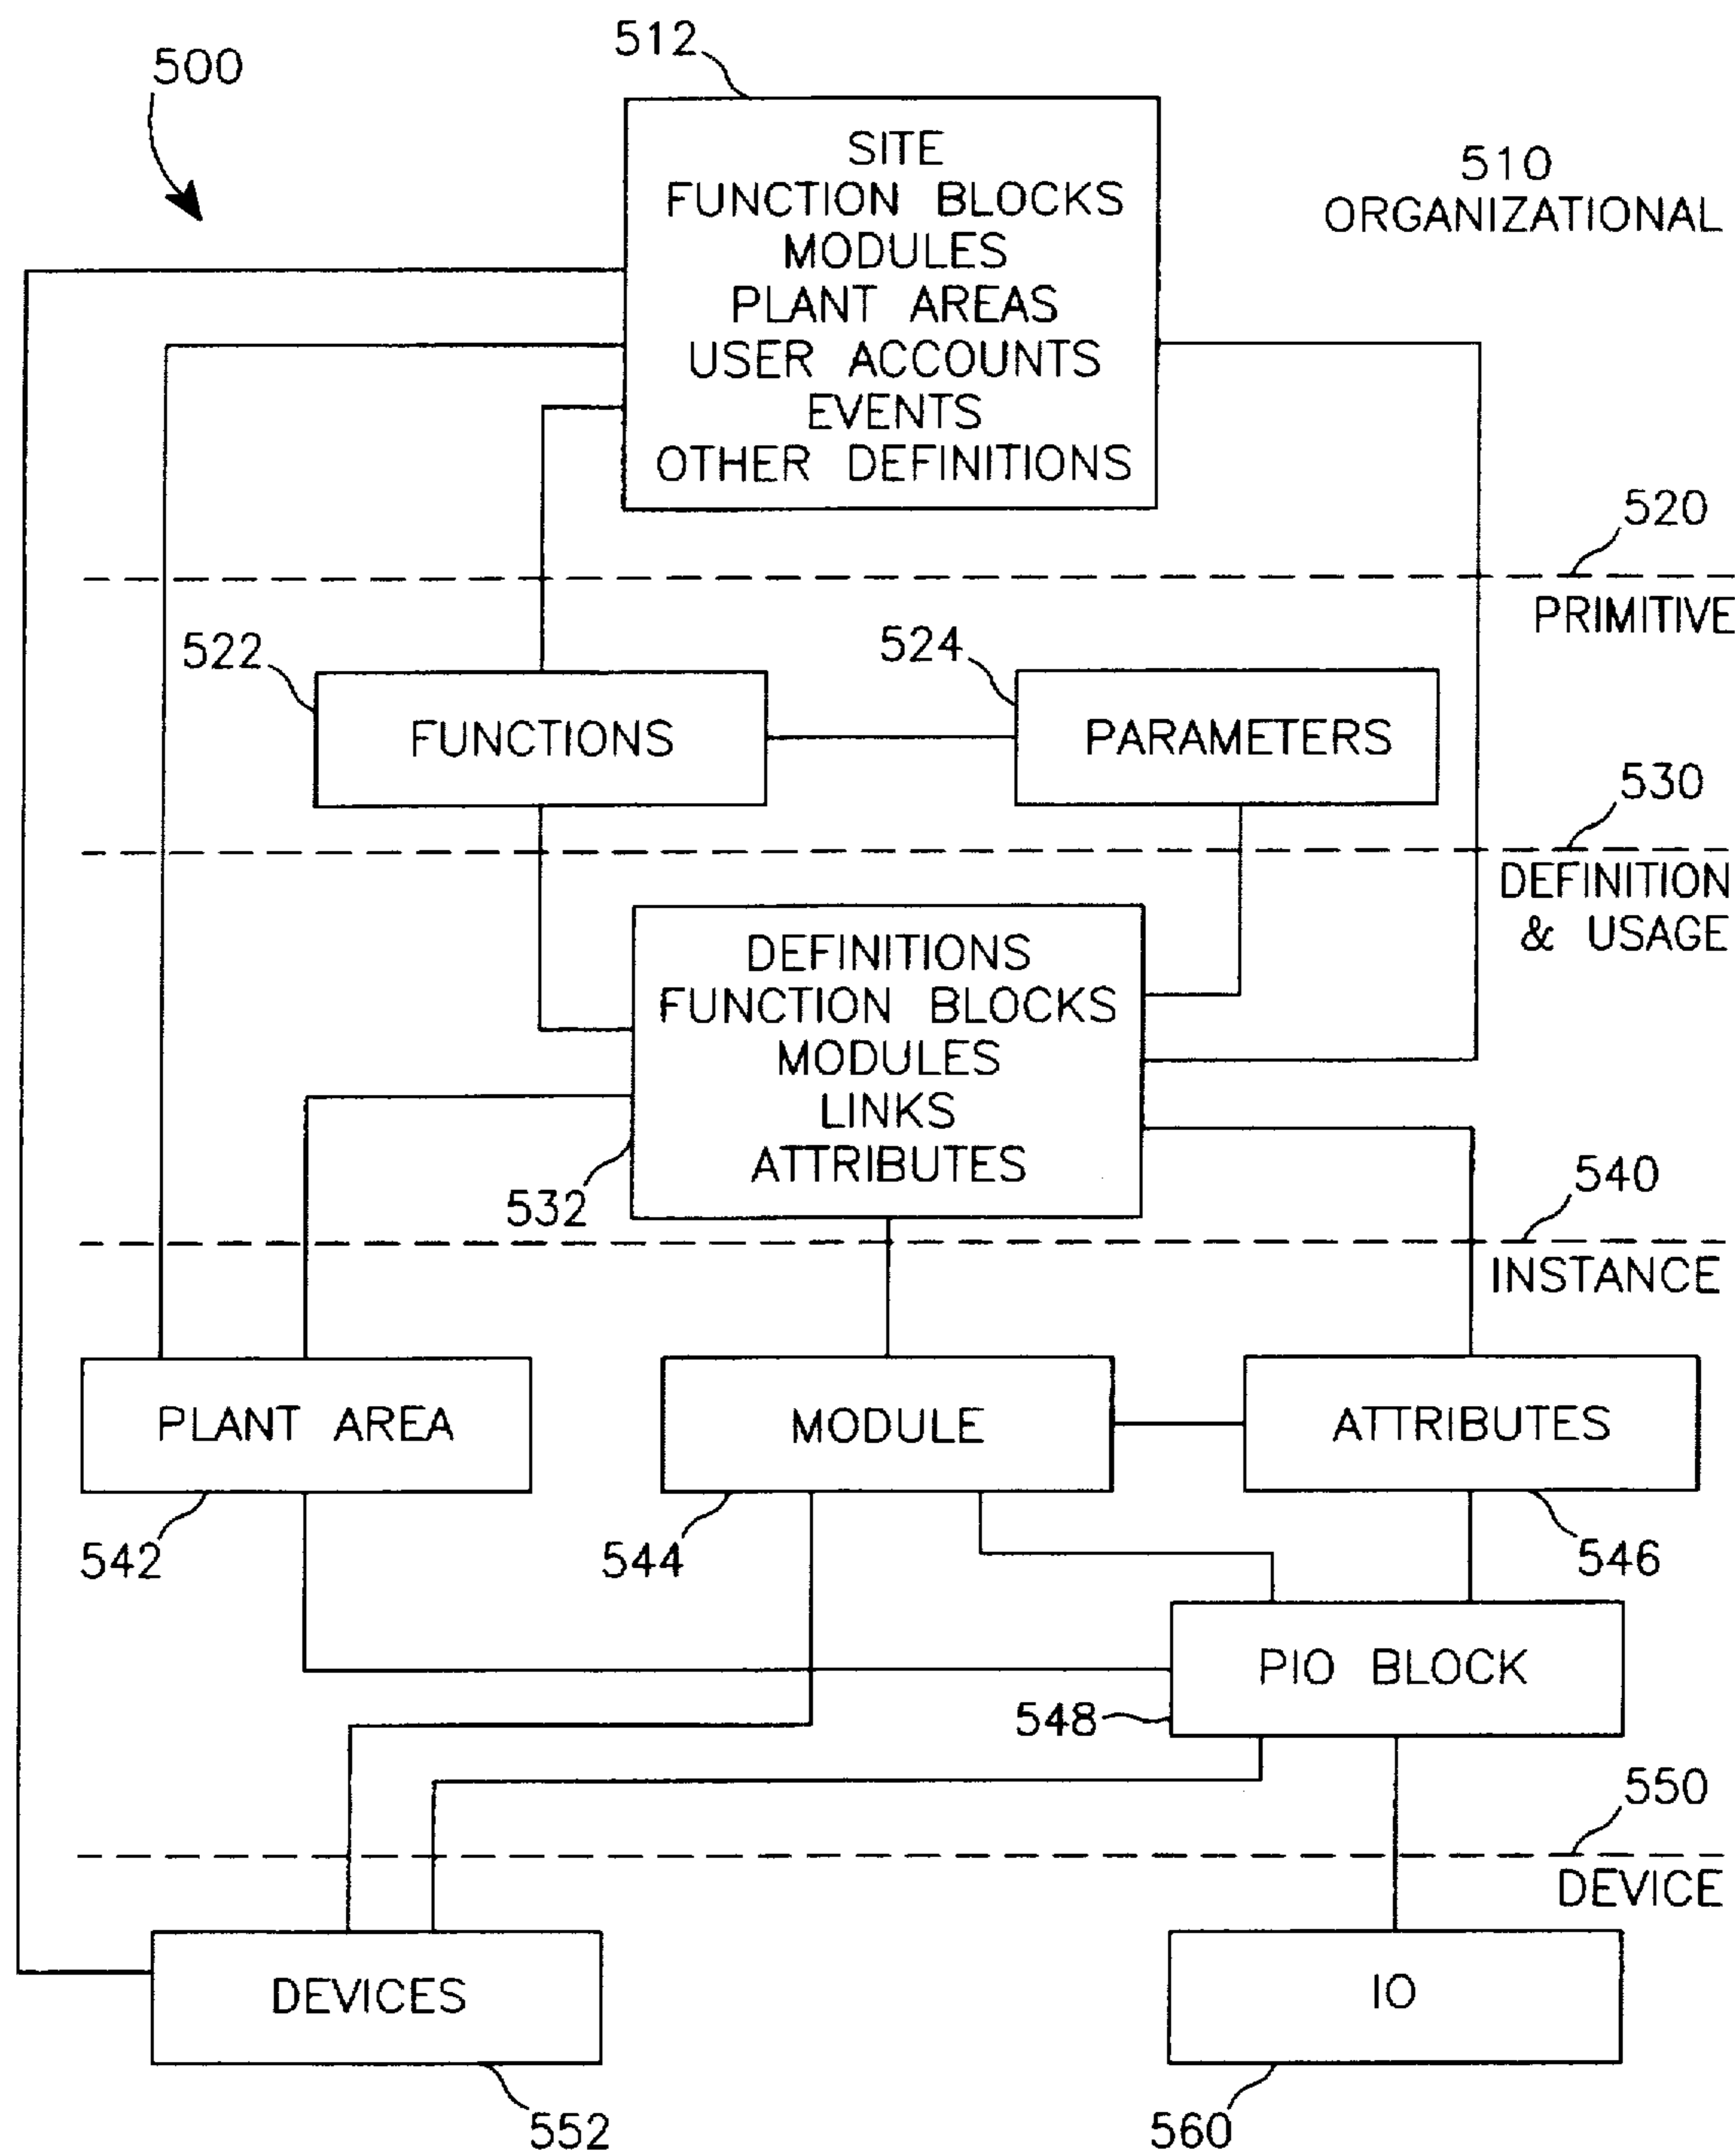 500
512
SITE
FUNCTION BLOCKS
MODULES
PLANT AREAS
USER ACCOUNTS
EVENTS
OTHER DEFINITIONS
510
ORGANIZATIONAL
520
PRIMITIVE
522
FUNCTIONS
524
PARAMETERS
530
DEFINITION
& USAGE
DEFINITIONS
FUNCTION BLOCKS
MODULES
LINKS
ATTRIBUTES
532
540
INSTANCE
PLANT AREA
MODULE
ATTRIBUTES
542
544
546
PIO BLOCK
548
550
DEVICE
DEVICES
IO
552
560